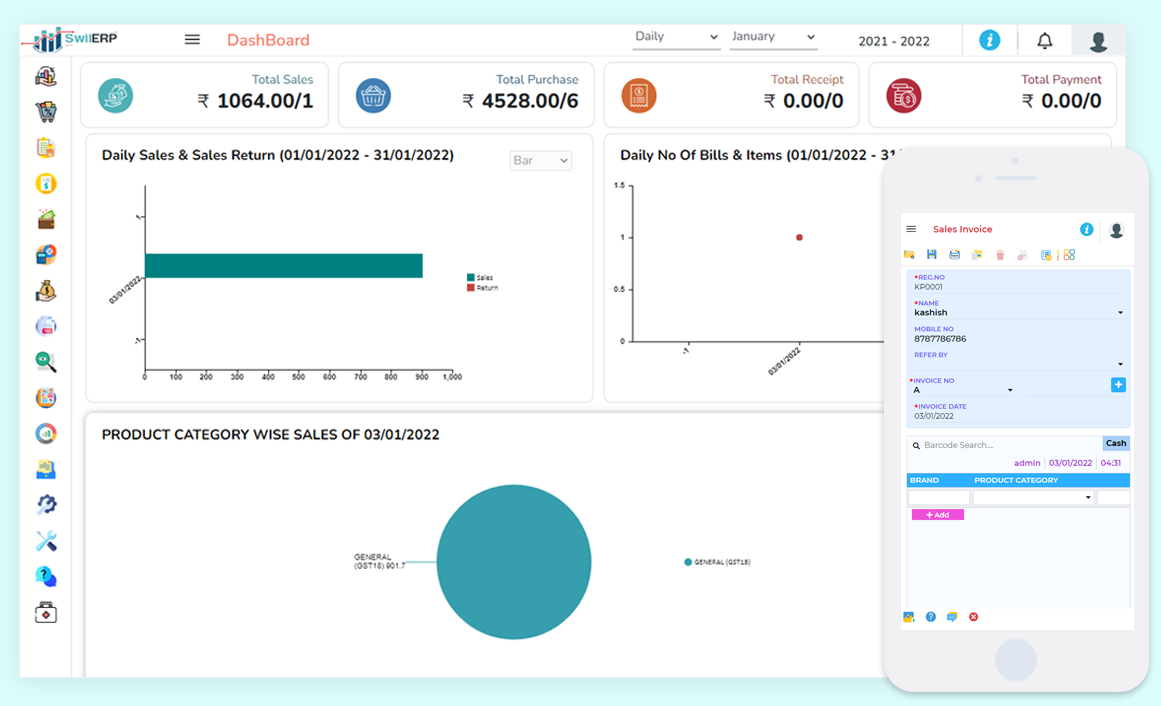 SwilERP
DashBoard
Daily
January
2021 - 2022
Total Sales
₹ 1064.00/1
Total Purchase
₹ 4528.00/6
Total Receipt
₹ 0.00/0
Total Payment
₹ 0.00/0
Daily Sales & Sales Return (01/01/2022 - 31/01/2022)
Bar
03/01/2022
0 100 200 300 400 500 600 700 800 900 1,000
Sales
Return
Daily No Of Bills & Items (01/01/2022 - 31
1.5
1
0.5
0
-1
03/01/2022
PRODUCT CATEGORY WISE SALES OF 03/01/2022
GENERAL
(GST18) 901.7
GENERAL (GST18)
Sales Invoice
*REG.NO
KP0001
*NAME
kashish
MOBILE NO
8787786786
REFER BY
*INVOICE NO
A
*INVOICE DATE
03/01/2022
Barcode Search...
Cash
admin 03/01/2022 04:31
BRAND PRODUCT CATEGORY
+ Add